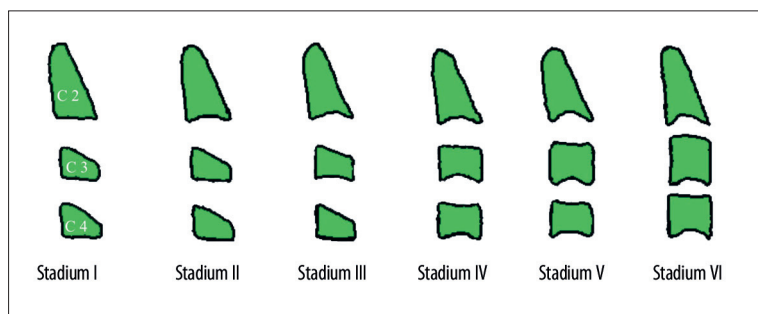 C 2
C 3
C 4
Stadium I
Stadium II
Stadium III
Stadium IV
Stadium V
Stadium VI